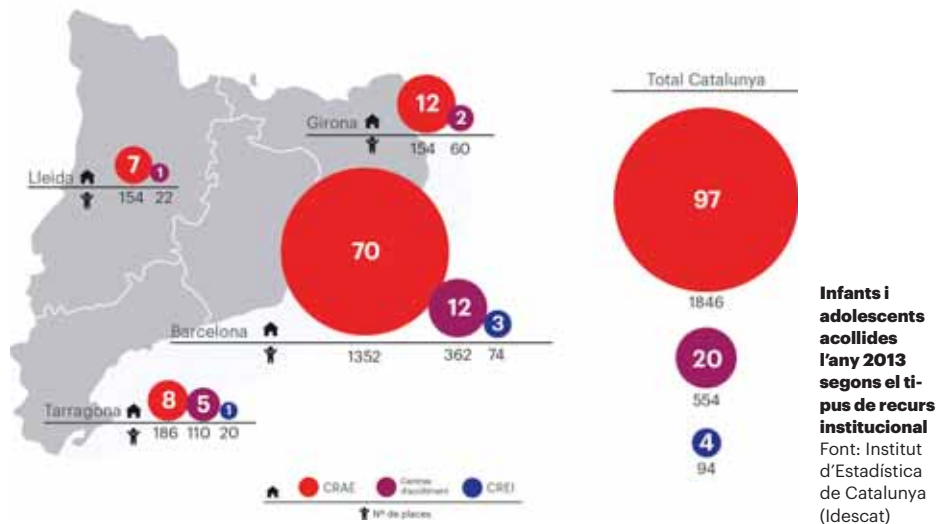 Total Catalunya
12
2
Girona
154 60
7
1
Lleida
154 22
97
1846
70
12
3
Barcelona
1352 362 74
20
554
8 5 1
Tarragona
186 110 20
4
94
CRAE
Centres
d'acolliment
CREI
Nº de places
Infants i
adolescents
acollides
l'any 2013
segons el ti-
pus de recurs
institucional
Font: Institut
d'Estadística
de Catalunya
(Idescat)